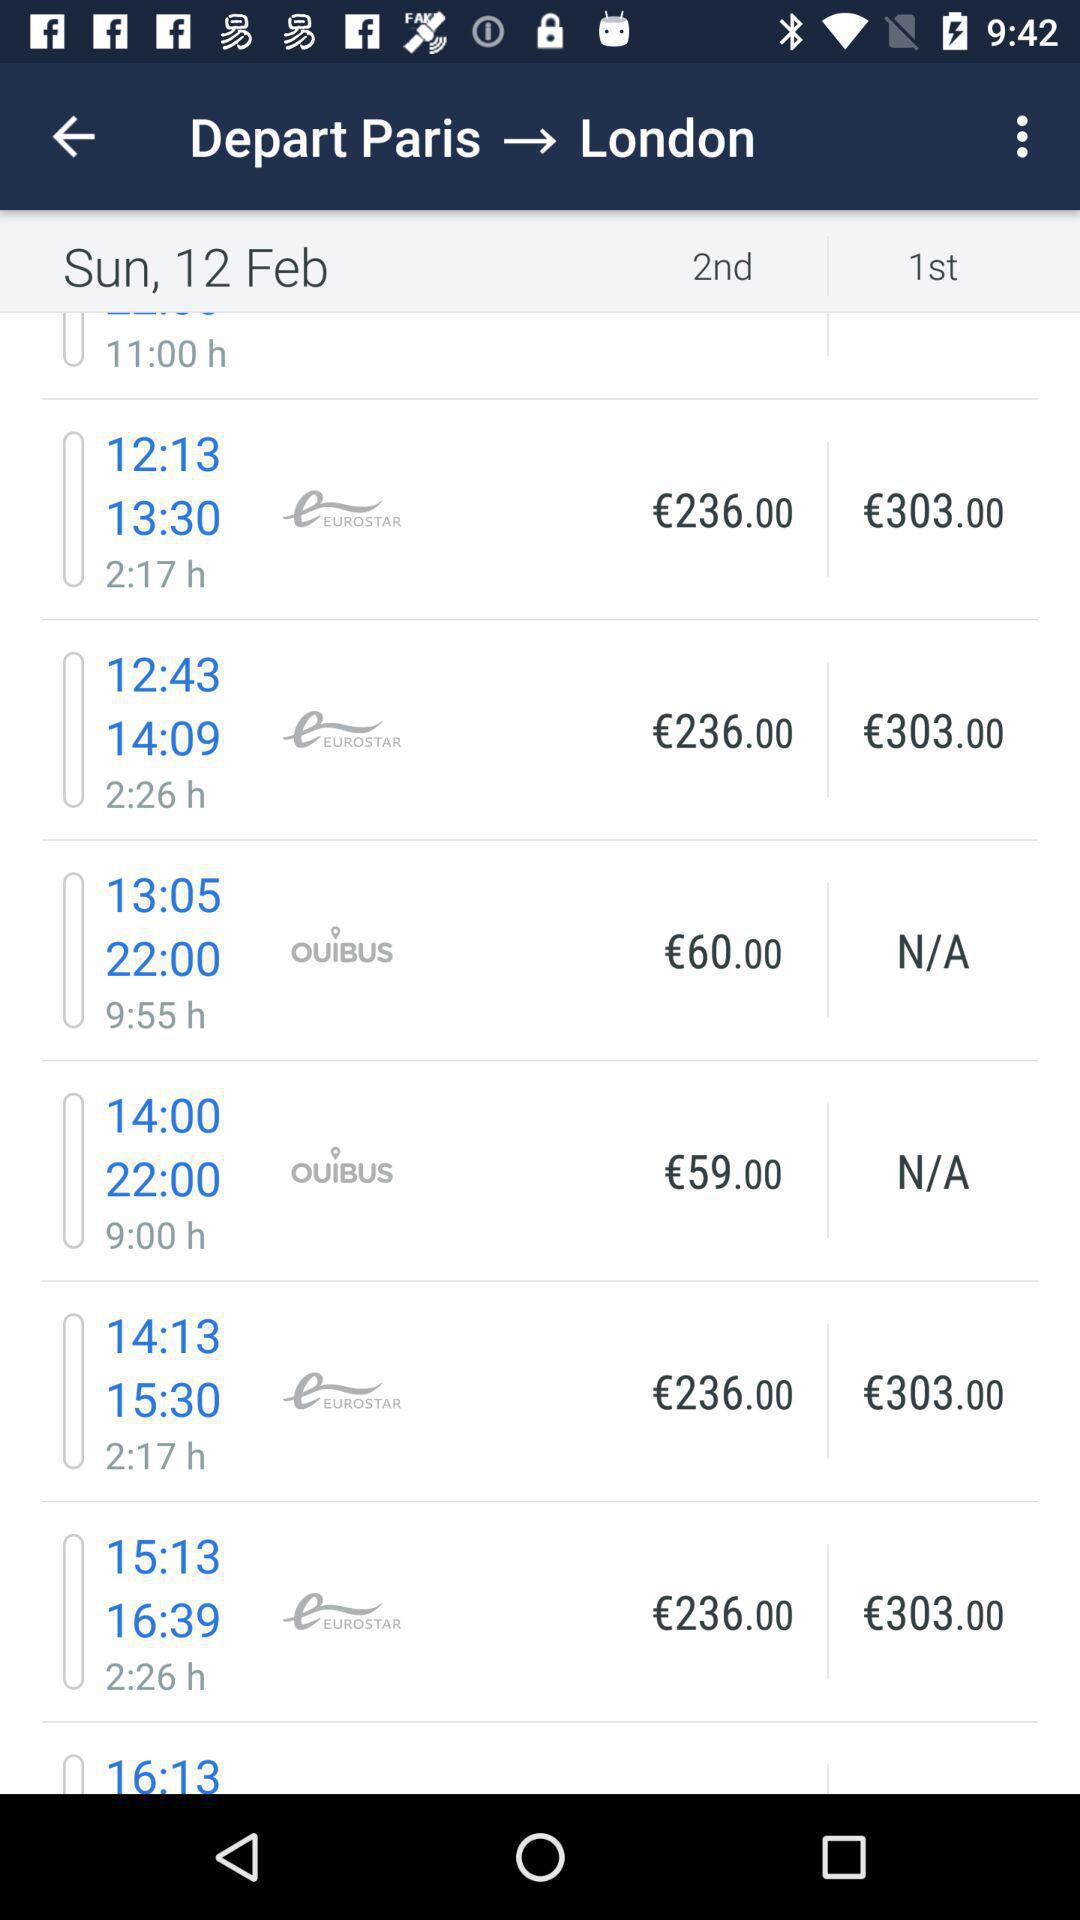 FAKE
9:42
Depart Paris → London
Sun, 12 Feb 2nd 1st
11:00 h
12:13
13:30 EUROSTAR €236.00 €303.00
2:17 h
12:43
14:09 EUROSTAR €236.00 €303.00
2:26 h
13:05
22:00 OUIBUS €60.00 N/A
9:55 h
14:00
22:00 OUIBUS €59.00 N/A
9:00 h
14:13
15:30 EUROSTAR €236.00 €303.00
2:17 h
15:13
16:39 EUROSTAR €236.00 €303.00
2:26 h
16:13